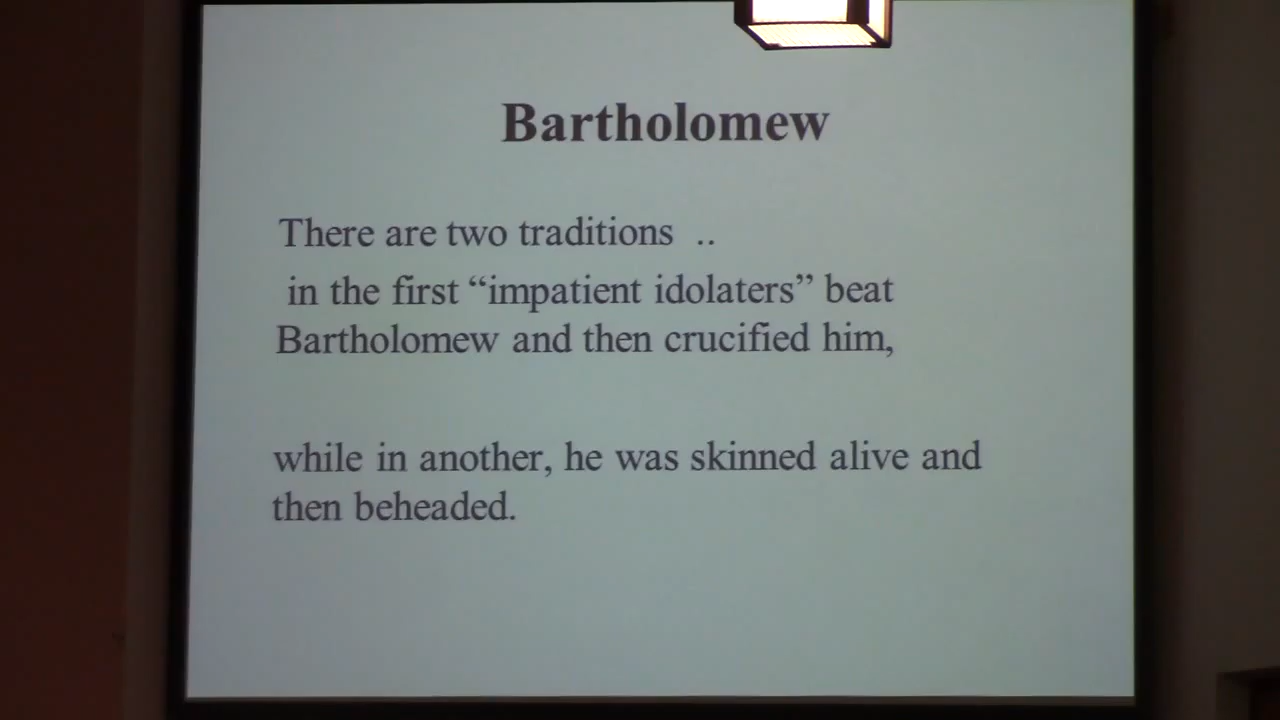 Bartholomew
There are two traditions ..
in the first “impatient idolaters” beat
Bartholomew and then crucified him,
while in another, he was skinned alive and
then beheaded.